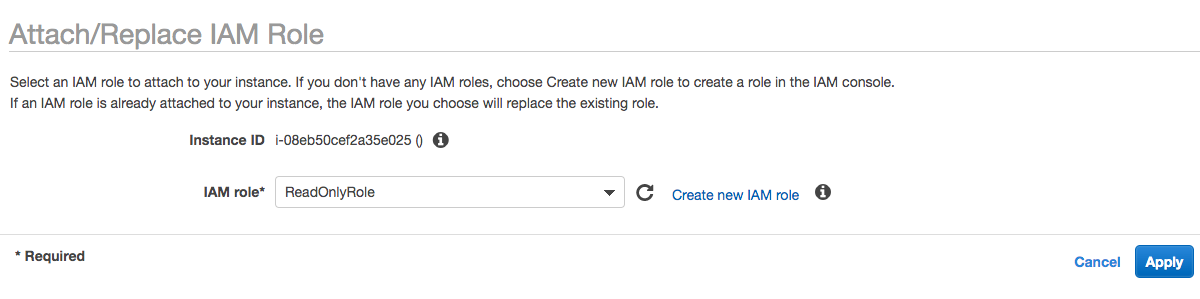 Attach/Replace IAM Role
Select an IAM role to attach to your instance. If you don't have any IAM roles, choose Create new IAM role to create a role in the IAM console.
If an IAM role is already attached to your instance, the IAM role you choose will replace the existing role.
Instance ID i-08eb50cef2a35e025 ()
IAM role* ReadOnlyRole Create new IAM role
* Required
Cancel Apply